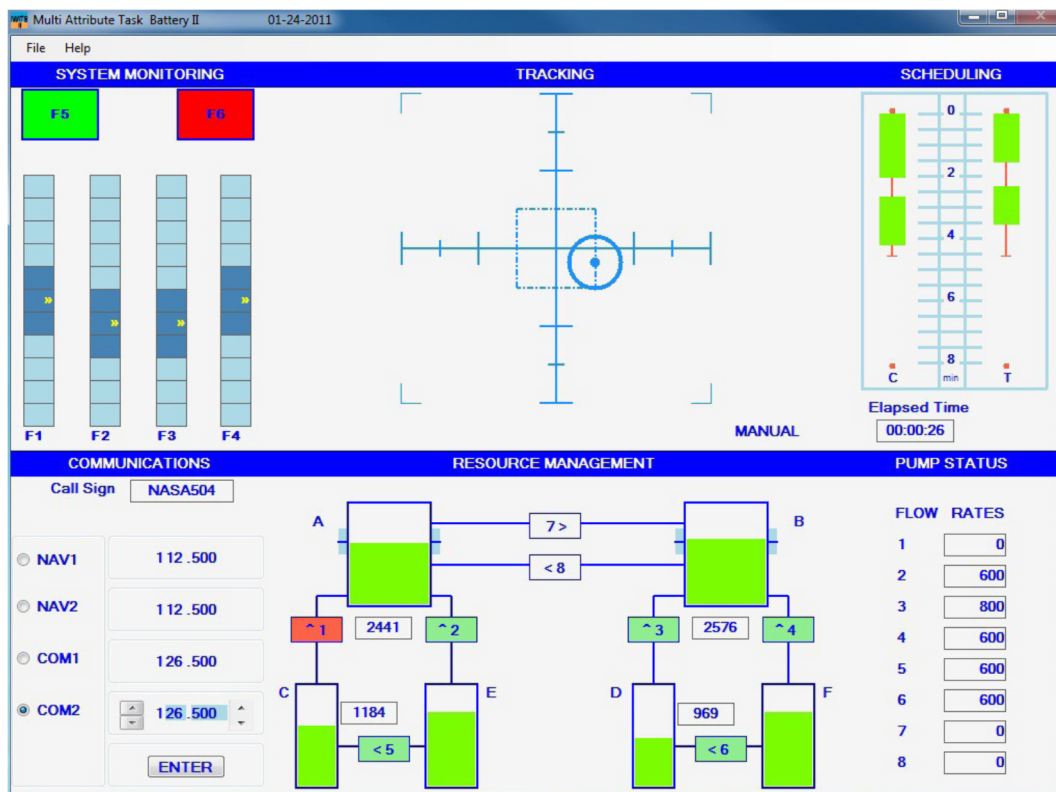 Multi Attribute Task Battery II 01-24-2011
File Help
SYSTEM MONITORING
F5
F6
F1 F2 F3 F4
TRACKING
MANUAL
SCHEDULING
0
2
4
6
8
C min T
Elapsed Time
00:00:26
COMMUNICATIONS
Call Sign NASA504
NAV1 112.500
NAV2 112.500
COM1 126.500
COM2 126.500
ENTER
RESOURCE MANAGEMENT
A 7 > B
< 8
^ 1 2441 ^ 2 ^ 3 2576 ^ 4
C E D F
1184 969
< 5 < 6
PUMP STATUS
FLOW RATES
1 0
2 600
3 800
4 600
5 600
6 600
7 0
8 0